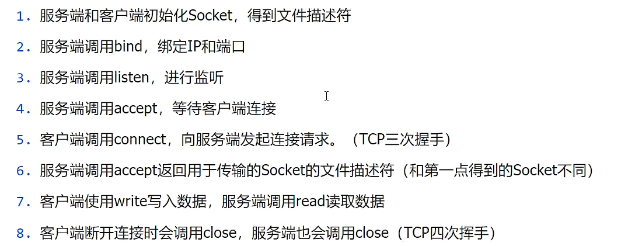 1. 服务端和客户端初始化Socket，得到文件描述符
2. 服务端调用bind，绑定IP和端口
3. 服务端调用listen，进行监听
4. 服务端调用accept，等待客户端连接
5. 客户端调用connect，向服务端发起连接请求。（TCP三次握手）
6. 服务端调用accept返回用于传输的Socket的文件描述符（和第一点得到的Socket不同）
7. 客户端使用write写入数据，服务端调用read读取数据
8. 客户端断开连接时会调用close，服务端也会调用close（TCP四次挥手）